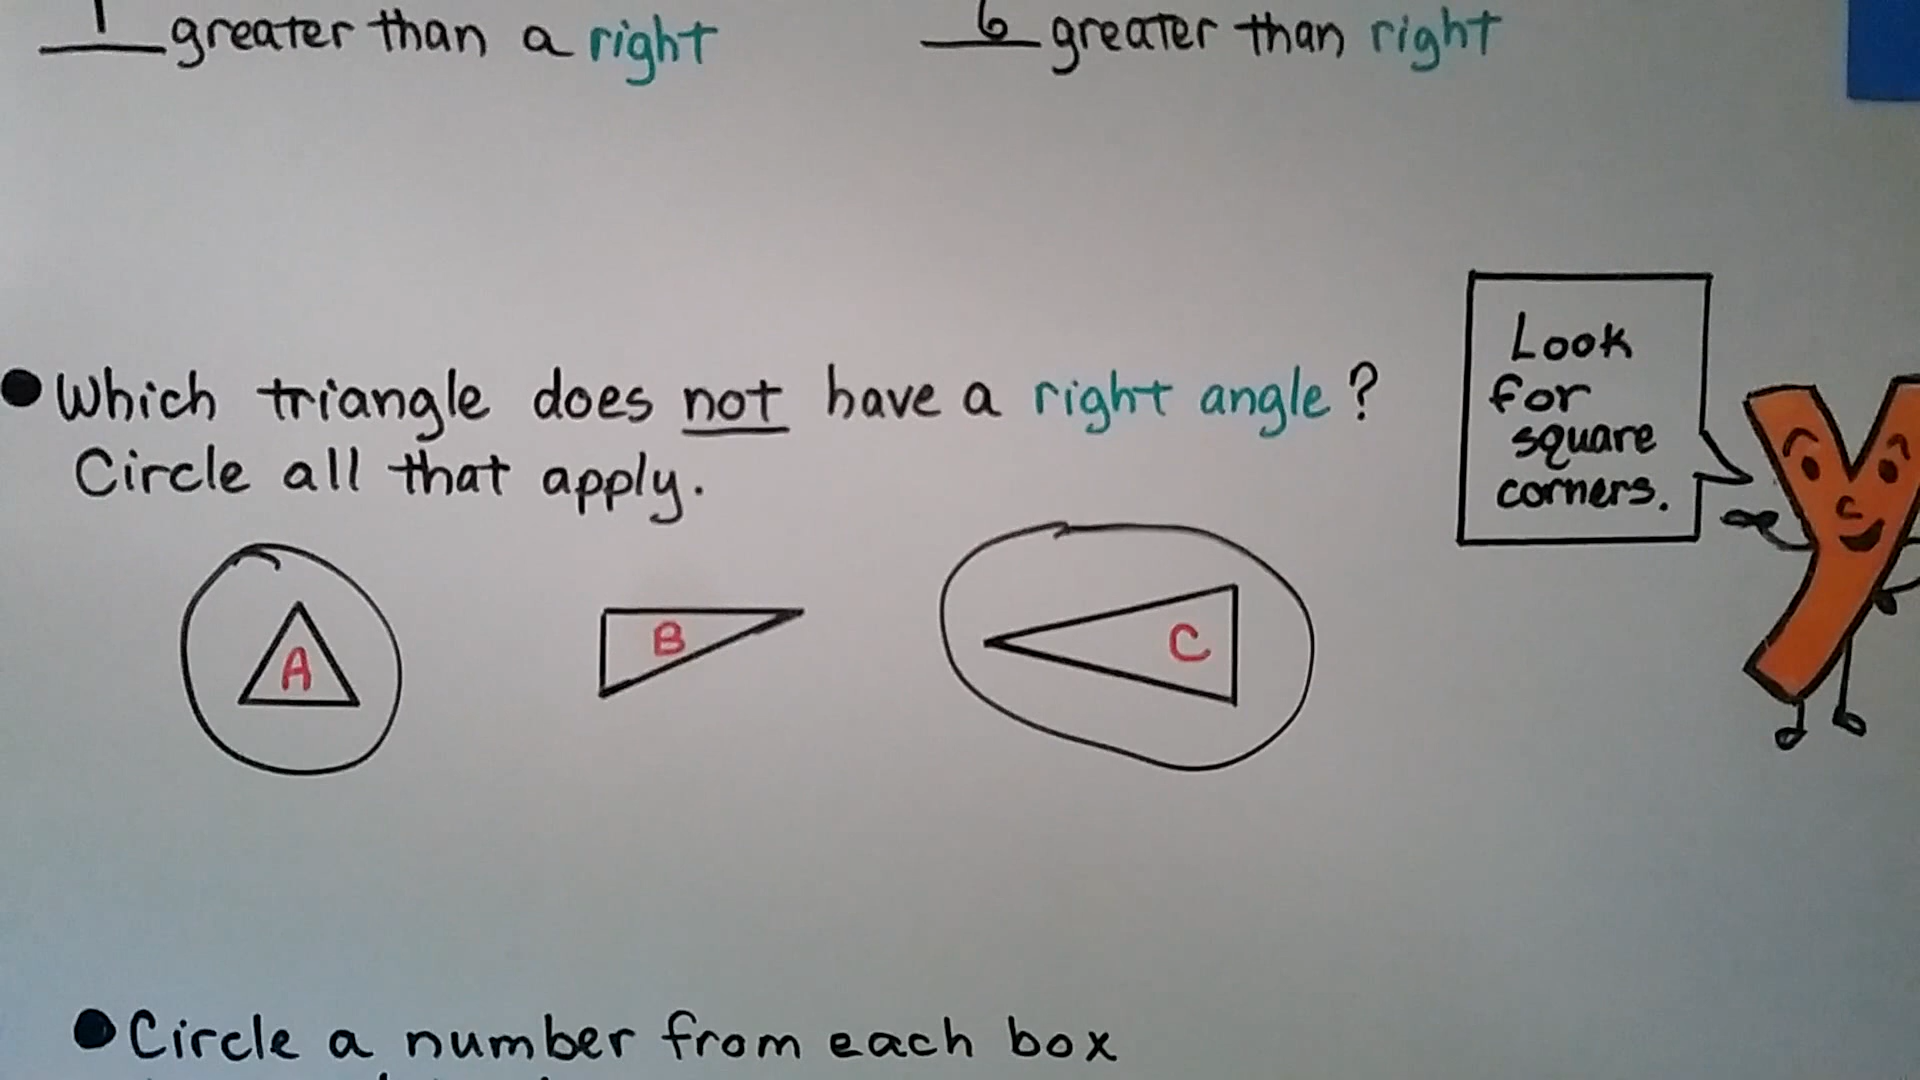 1 greater than a right
6 greater than right
Look
for
square
corners.
● Which triangle does not have a right angle?
Circle all that apply.
A
B
C
● Circle a number from each box